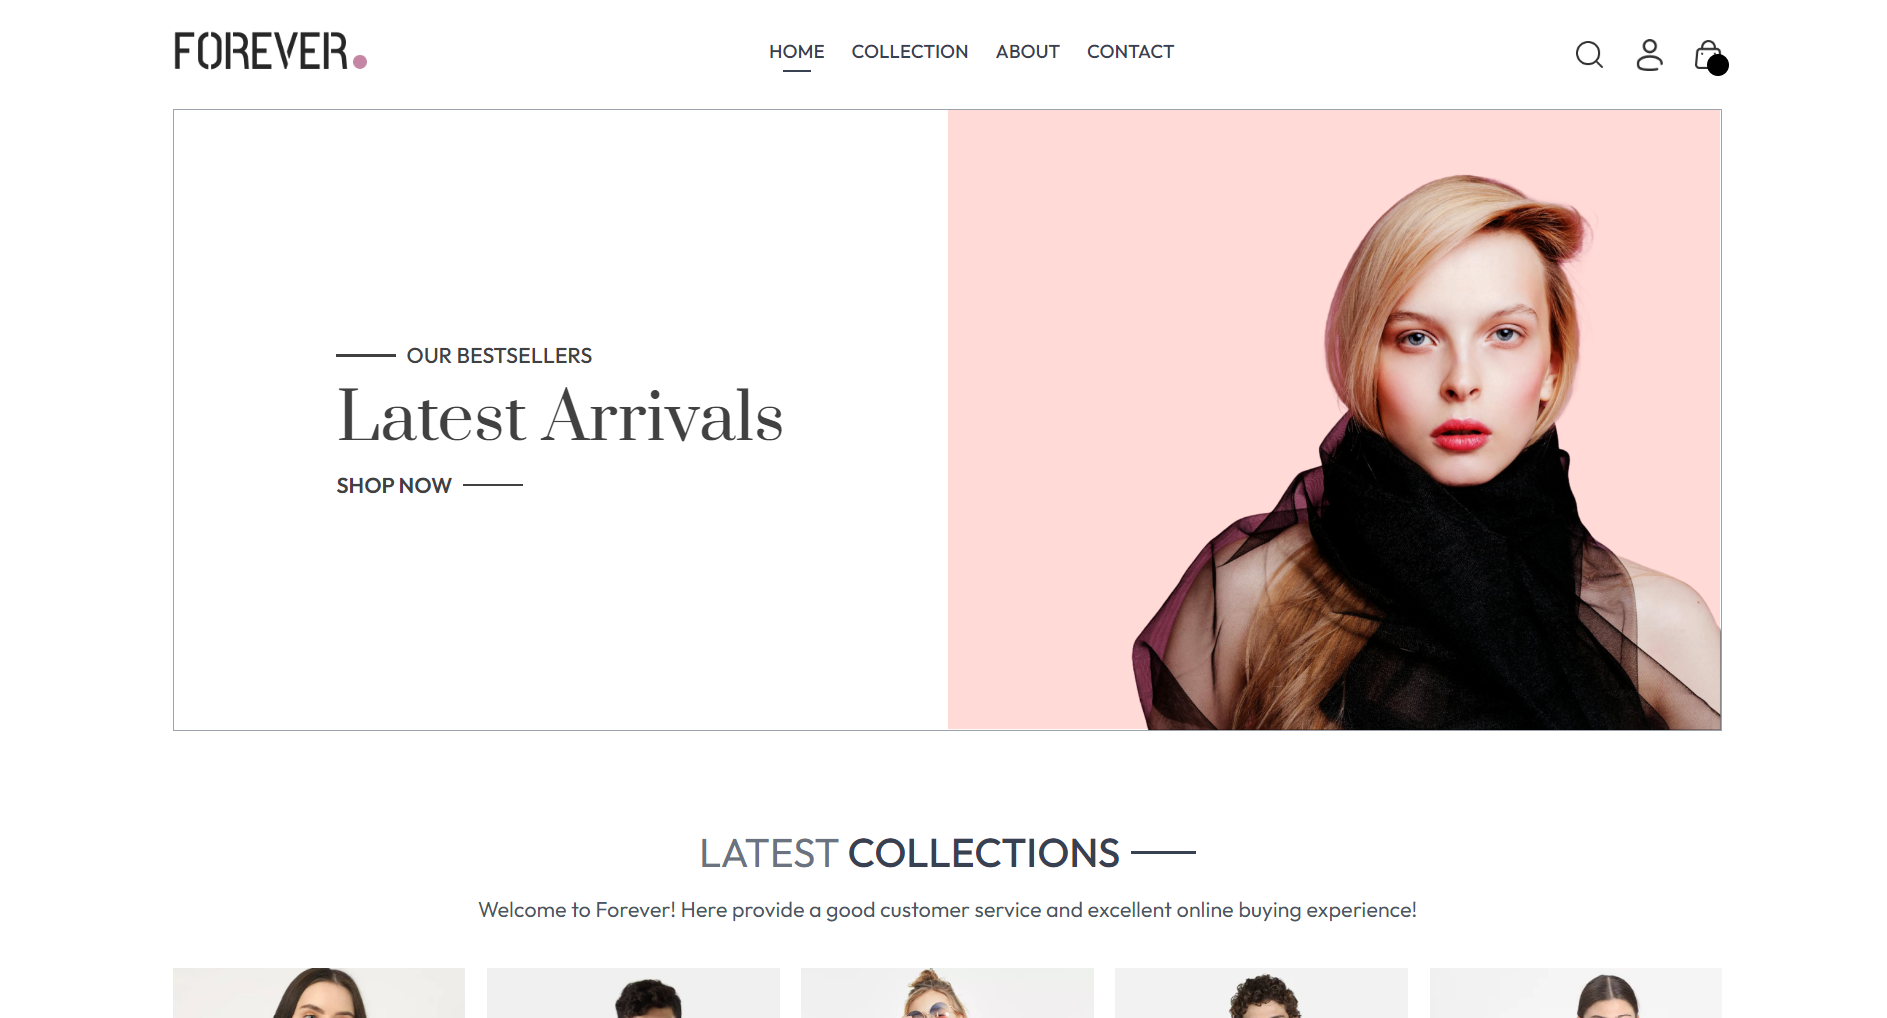 FOREVER.
HOME COLLECTION ABOUT CONTACT
OUR BESTSELLERS
Latest Arrivals
SHOP NOW
LATEST COLLECTIONS
Welcome to Forever! Here provide a good customer service and excellent online buying experience!